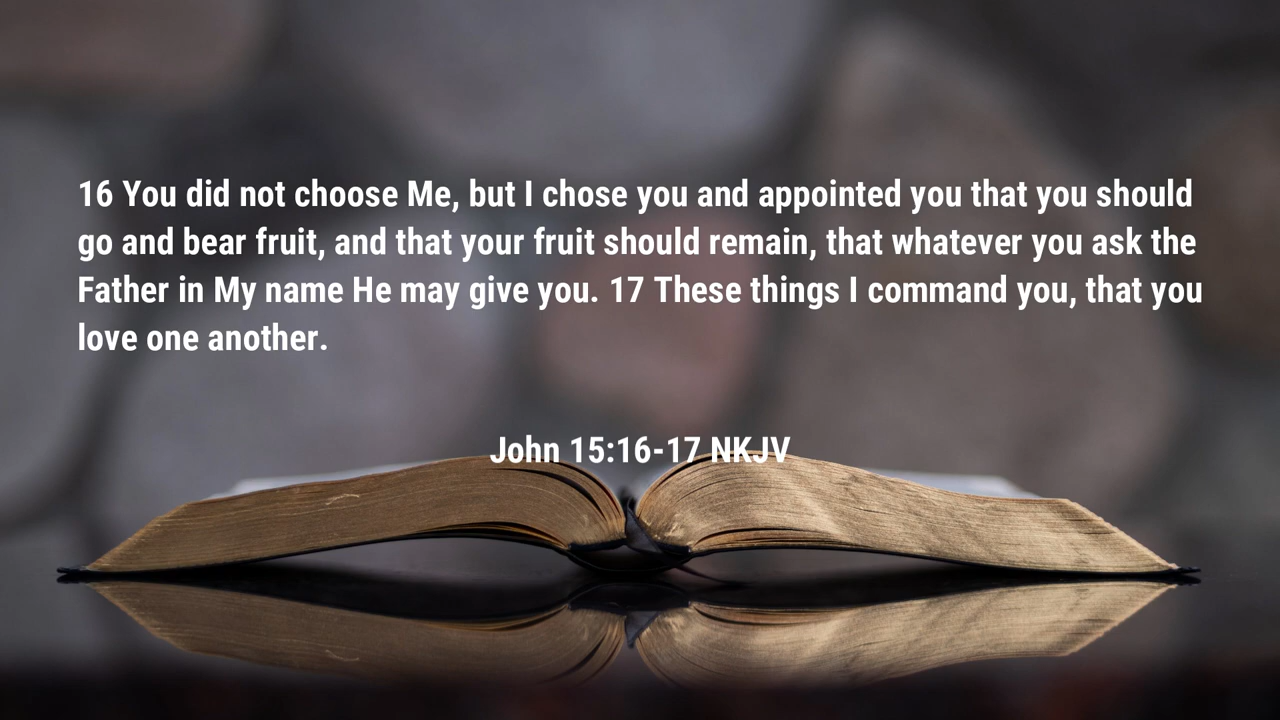 16 You did not choose Me, but I chose you and appointed you that you should
go and bear fruit, and that your fruit should remain, that whatever you ask the
Father in My name He may give you. 17 These things I command you, that you
love one another.
John 15:16-17 NKJV